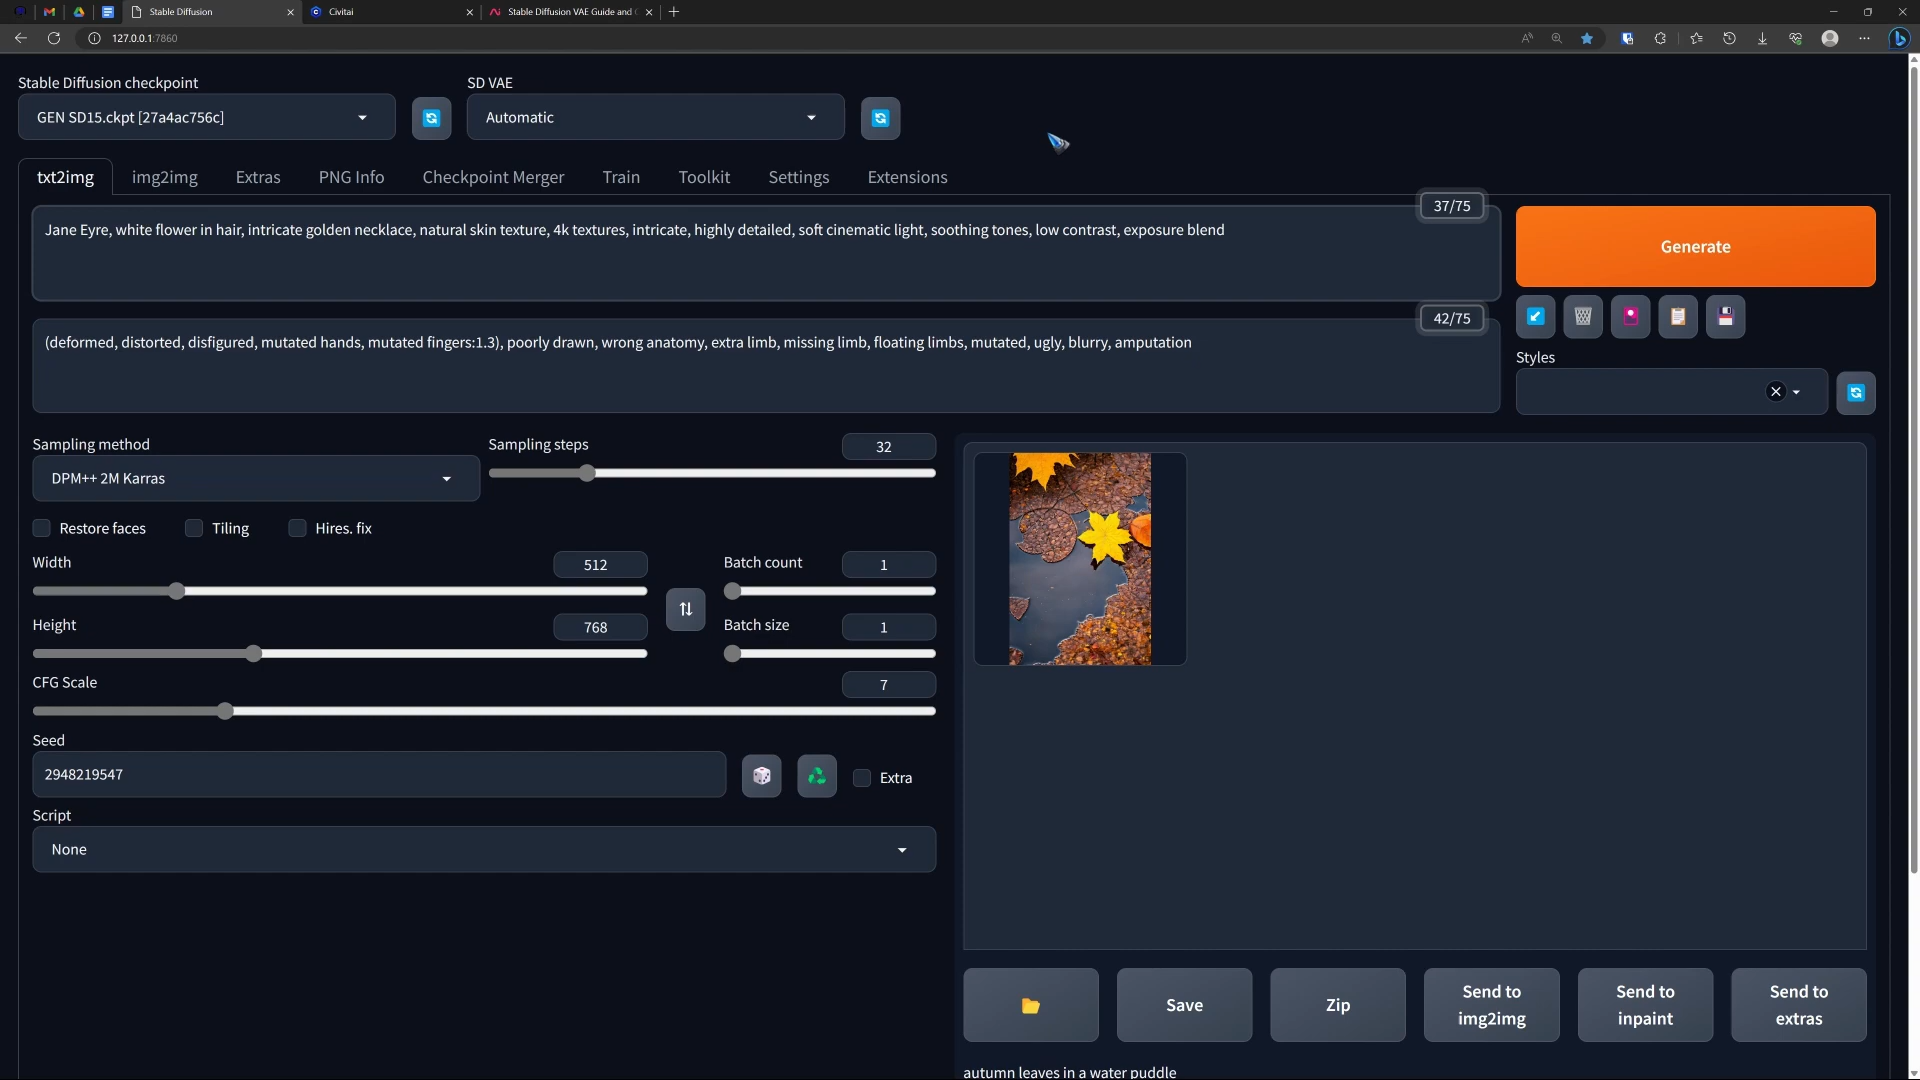 Stable Diffusion
Civitai
Stable Diffusion VAE Guide and
127.0.0.1:7860
Stable Diffusion checkpoint
SD VAE
GEN SD15.ckpt [27a4ac756c]
Automatic
txt2img
img2img
Extras
PNG Info
Checkpoint Merger
Train
Toolkit
Settings
Extensions
37/75
Jane Eyre, white flower in hair, intricate golden necklace, natural skin texture, 4k textures, intricate, highly detailed, soft cinematic light, soothing tones, low contrast, exposure blend
Generate
42/75
(deformed, distorted, disfigured, mutated hands, mutated fingers:1.3), poorly drawn, wrong anatomy, extra limb, missing limb, floating limbs, mutated, ugly, blurry, amputation
Styles
Sampling method
Sampling steps
32
DPM++ 2M Karras
Restore faces
Tiling
Hires. fix
Width
512
Batch count
1
Height
768
Batch size
1
CFG Scale
7
Seed
2948219547
Extra
Script
None
Save
Zip
Send to
img2img
Send to
inpaint
Send to
extras
autumn leaves in a water puddle